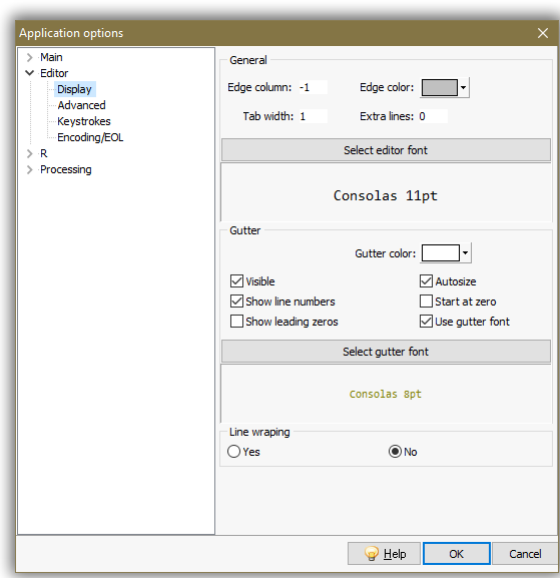 Application options
Main
Editor
Display
Advanced
Keystrokes
Encoding/EOL
R
Processing
General
Edge column: -1 Edge color:
Tab width: 1 Extra lines: 0
Select editor font
Consolas 11pt
Gutter
Gutter color:
Visible Autosize
Show line numbers Start at zero
Show leading zeros Use gutter font
Select gutter font
Consolas 8pt
Line wraping
Yes No
Help OK Cancel